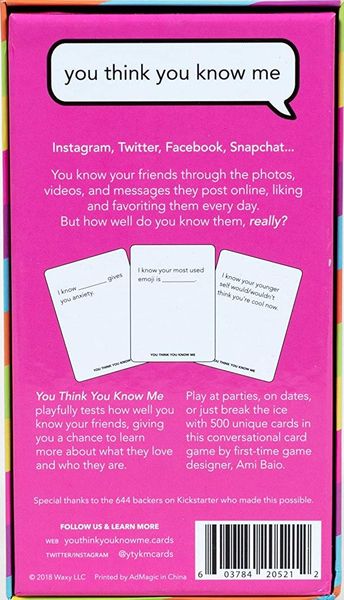 you think you know me
Instagram, Twitter, Facebook, Snapchat...
You know your friends through the photos,
videos, and messages they post online, liking
and favoriting them every day.
But how well do you know them, really?
I know ________ gives
you anxiety.
YOU THINK YOU KNOW ME
I know your most used
emoji is ________.
YOU THINK YOU KNOW ME
I know your younger
self would/wouldn't
think you're cool now.
YOU THINK YOU KNOW ME
You Think You Know Me
playfully tests how well you
know your friends, giving
you a chance to learn
more about what they love
and who they are.
Play at parties, on dates,
or just break the ice
with 500 unique cards in
this conversational card
game by first-time game
designer, Ami Baio.
Special thanks to the 644 backers on Kickstarter who made this possible.
FOLLOW US & LEARN MORE
WEB youthinkyouknowme.cards
TWITTER/INSTAGRAM @ytykmcards
© 2018 Waxy LLC Printed by AdMagic in China
6 03784 20521 2